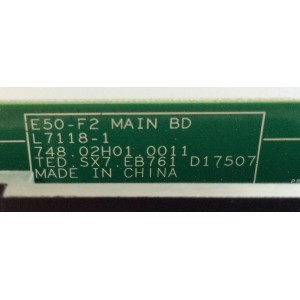 E50-F2 MAIN BD
L7118-1
748.02H01.0011
TED.SX7.EB761 D17507
MADE IN CHINA